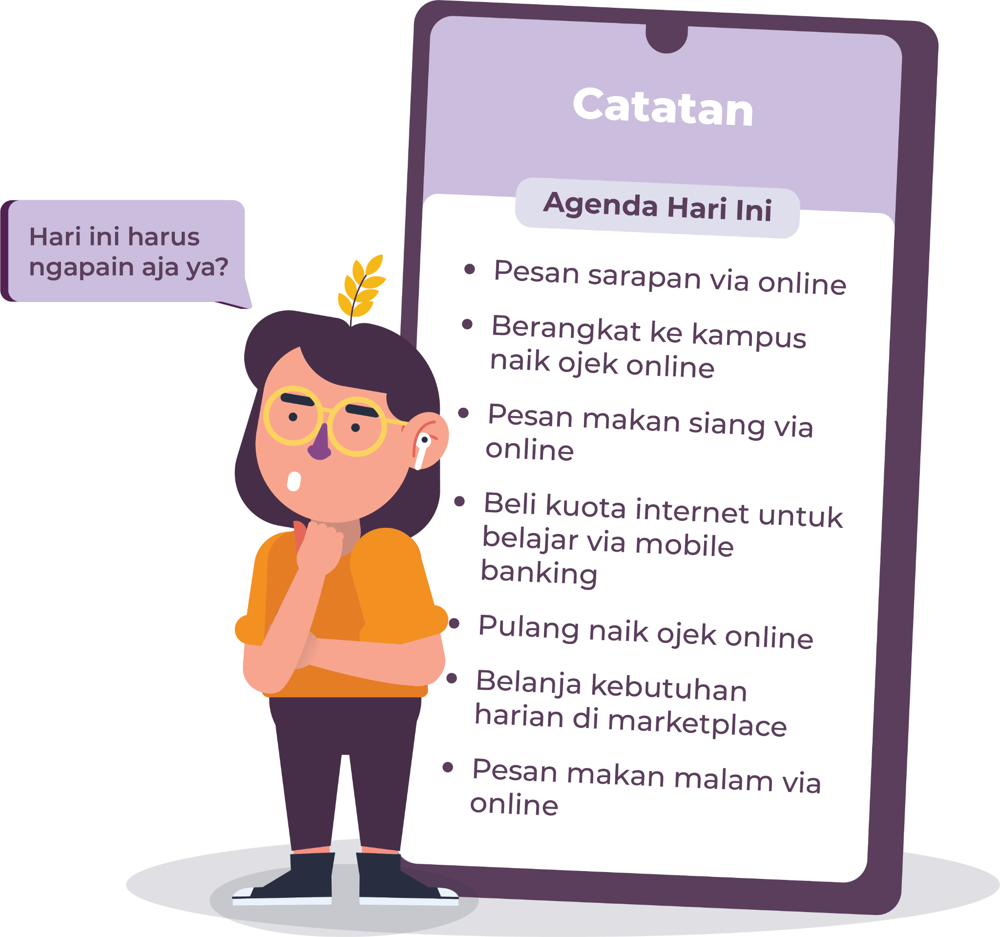 Catatan
Agenda Hari Ini
Hari ini harus
ngapain aja ya?
• Pesan sarapan via online
• Berangkat ke kampus
naik ojek online
• Pesan makan siang via
online
• Beli kuota internet untuk
belajar via mobile
banking
• Pulang naik ojek online
• Belanja kebutuhan
harian di marketplace
• Pesan makan malam via
online